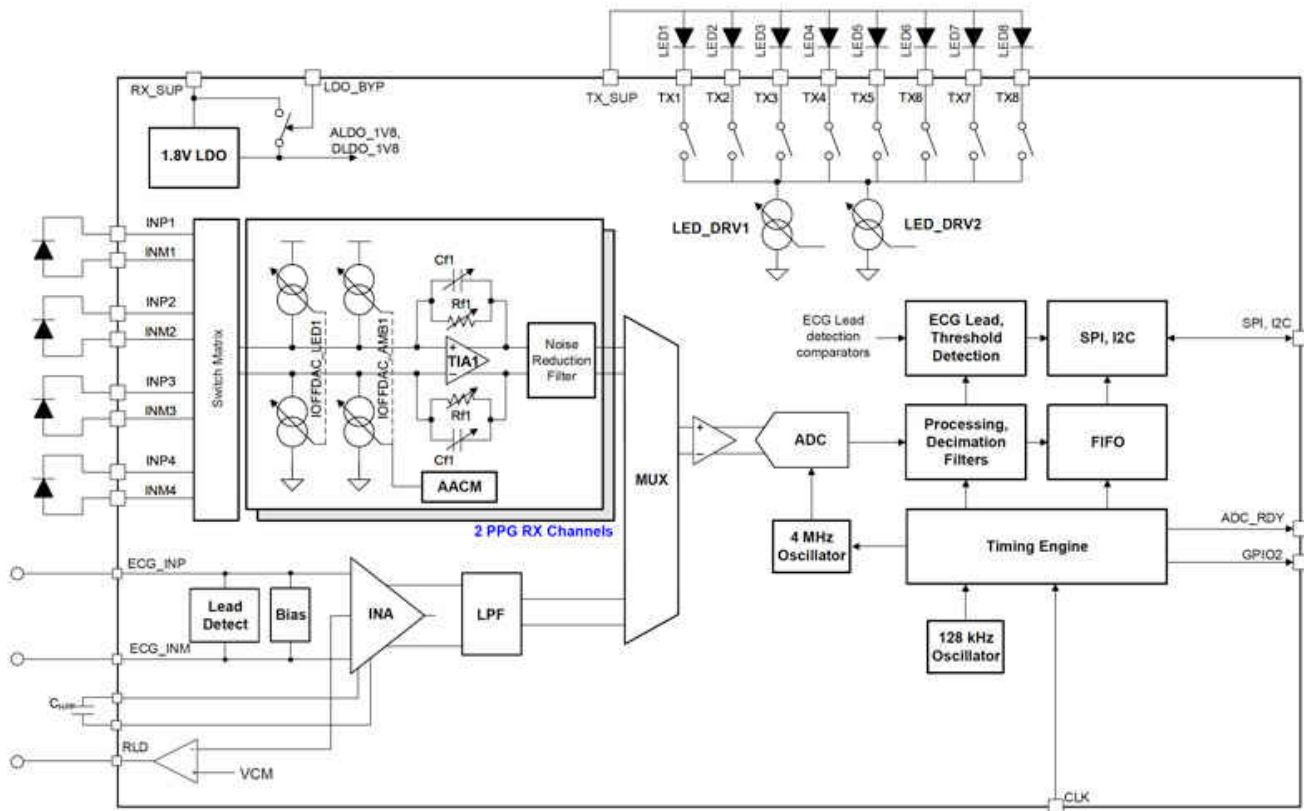 LED1
LED2
LED3
LED4
LED5
LED6
LED7
LED8
RX_SUP
LDO_BYP
TX_SUP
TX1
TX2
TX3
TX4
TX5
TX6
TX7
TX8
1.8V LDO
ALDO_1V8,
DLDO_1V8
LED_DRV1
LED_DRV2
INP1
INM1
INP2
INM2
INP3
INM3
INP4
INM4
Switch Matrix
IOFFDAC_LED1
IOFFDAC_AMB1
Cf1
Rf1
+
TIA1
−
Rf1
Cf1
Noise
Reduction
Filter
AACM
2 PPG RX Channels
MUX
+
−
ADC
ECG Lead
detection
comparators
ECG Lead,
Threshold
Detection
SPI, I2C
SPI, I2C
Processing,
Decimation
Filters
FIFO
4 MHz
Oscillator
Timing Engine
ADC_RDY
GPIO2
128 kHz
Oscillator
CLK
ECG_INP
Lead
Detect
Bias
INA
LPF
ECG_INM
RLD
VCM